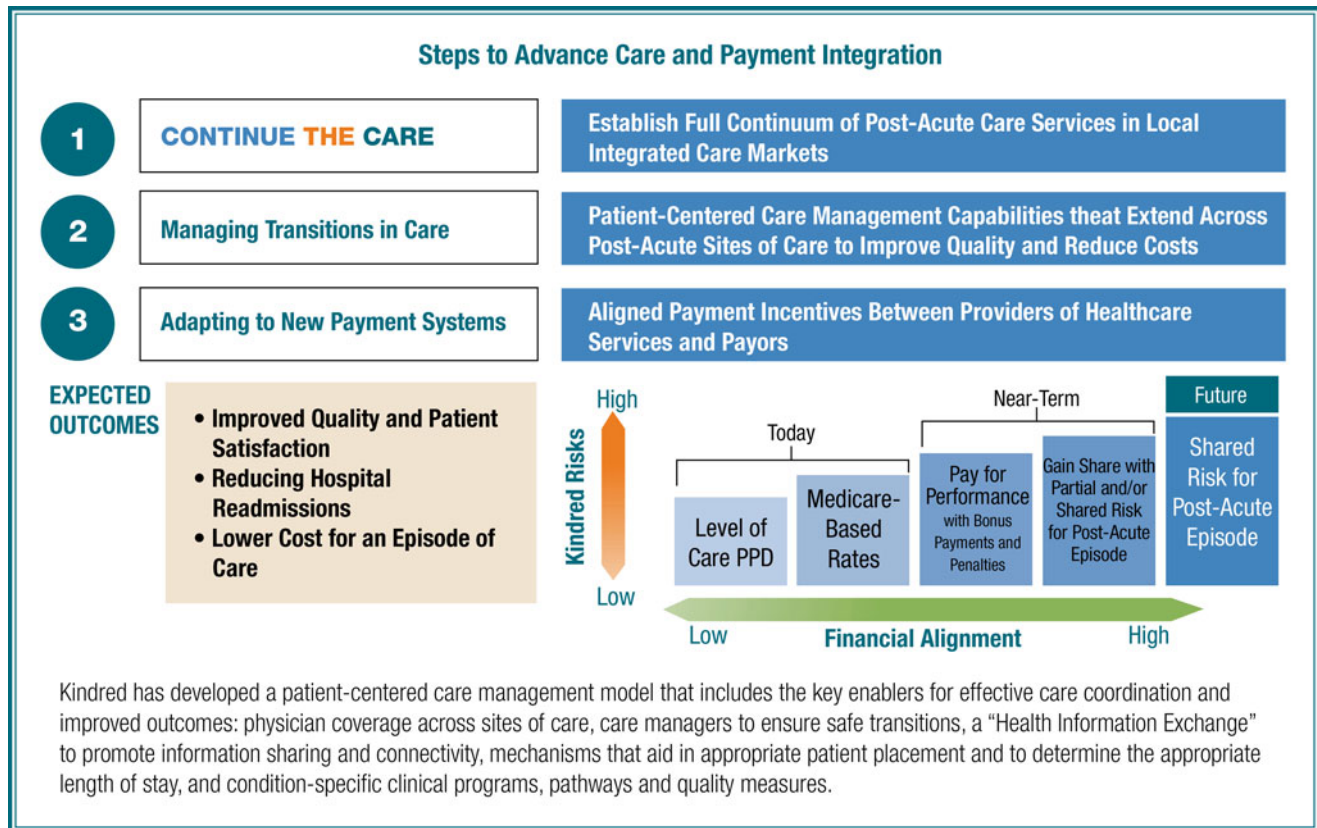 Steps to Advance Care and Payment Integration
1
CONTINUE THE CARE
Establish Full Continuum of Post-Acute Care Services in Local
Integrated Care Markets
2
Managing Transitions in Care
Patient-Centered Care Management Capabilities theat Extend Across
Post-Acute Sites of Care to Improve Quality and Reduce Costs
3
Adapting to New Payment Systems
Aligned Payment Incentives Between Providers of Healthcare
Services and Payors
EXPECTED
OUTCOMES
• Improved Quality and Patient
Satisfaction
• Reducing Hospital
Readmissions
• Lower Cost for an Episode of
Care
Kindred Risks
High
Low
Today
Level of
Care PPD
Medicare-
Based
Rates
Near-Term
Pay for
Performance
with Bonus
Payments and
Penalties
Gain Share with
Partial and/or
Shared Risk
for Post-Acute
Episode
Future
Shared
Risk for
Post-Acute
Episode
Low
Financial Alignment
High
Kindred has developed a patient-centered care management model that includes the key enablers for effective care coordination and
improved outcomes: physician coverage across sites of care, care managers to ensure safe transitions, a “Health Information Exchange”
to promote information sharing and connectivity, mechanisms that aid in appropriate patient placement and to determine the appropriate
length of stay, and condition-specific clinical programs, pathways and quality measures.